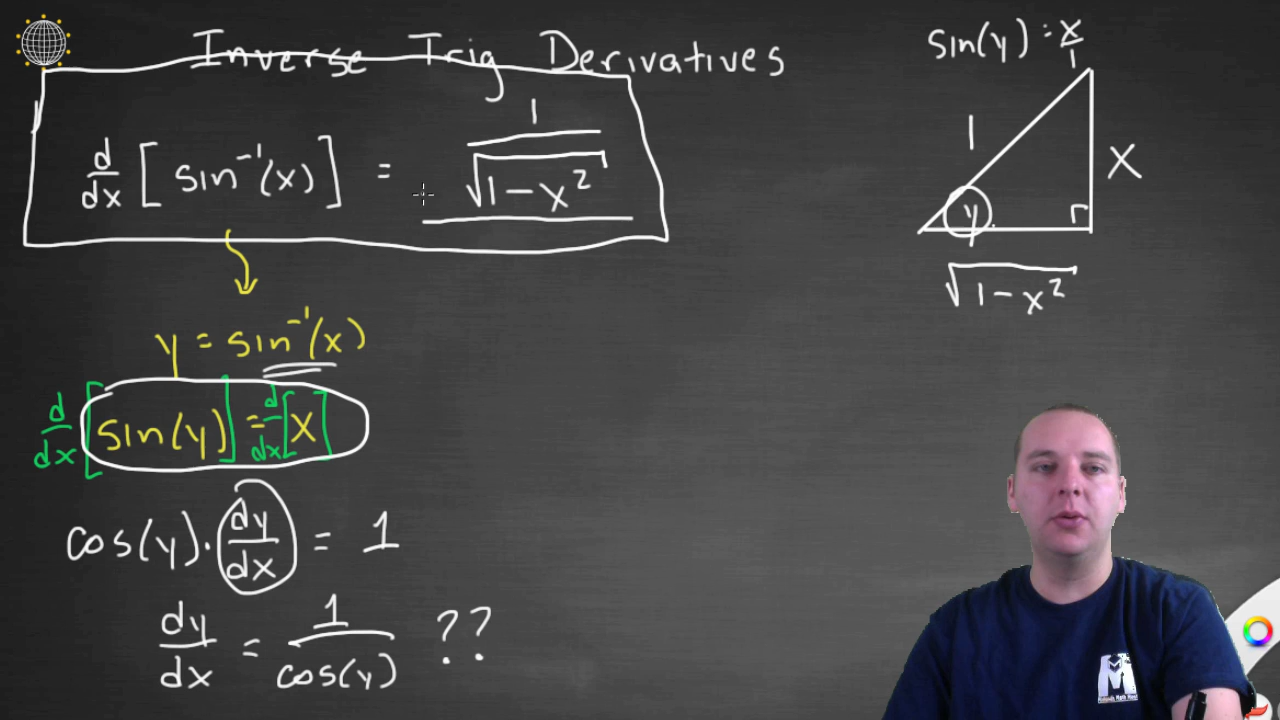 Inverse Trig Derivatives
d/dx [ sin⁻¹(x) ] = 1/√(1-x²)
y = sin⁻¹(x)
d/dx [sin(y)] = d/dx [x]
cos(y)·dy/dx = 1
dy/dx = 1/cos(y) ??
sin(y) = x/1
1
x
y
√(1-x²)
M